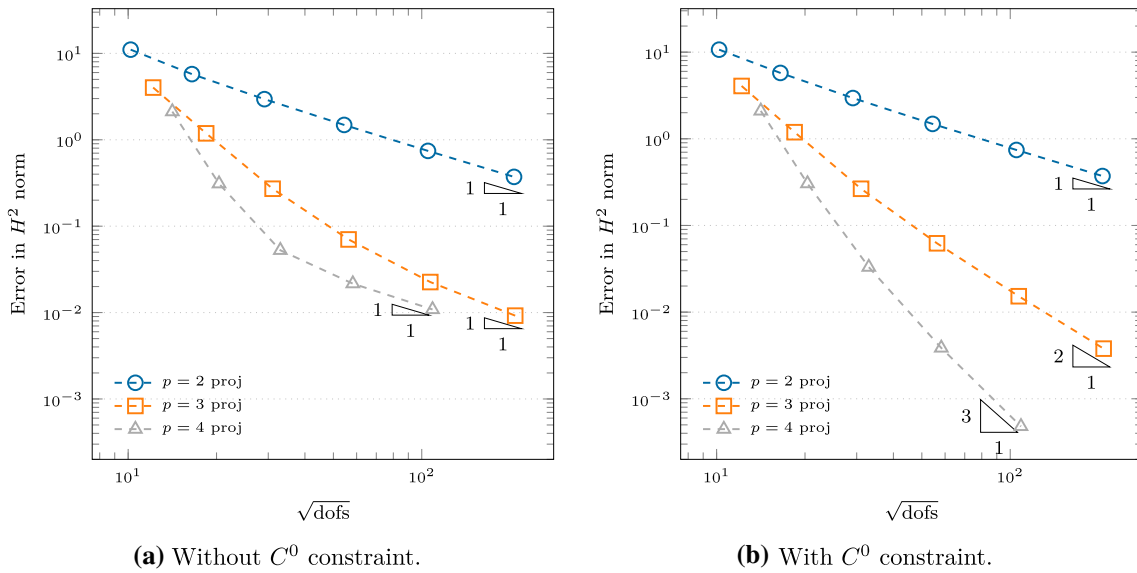 10^1
10^0
10^{-1}
10^{-2}
10^{-3}
Error in H^2 norm
1
1
1
1
1
1
p = 2 proj
p = 3 proj
p = 4 proj
10^1
10^2
√dofs
(a) Without C^0 constraint.
10^1
10^0
10^{-1}
10^{-2}
10^{-3}
Error in H^2 norm
1
1
2
1
3
1
p = 2 proj
p = 3 proj
p = 4 proj
10^1
10^2
√dofs
(b) With C^0 constraint.